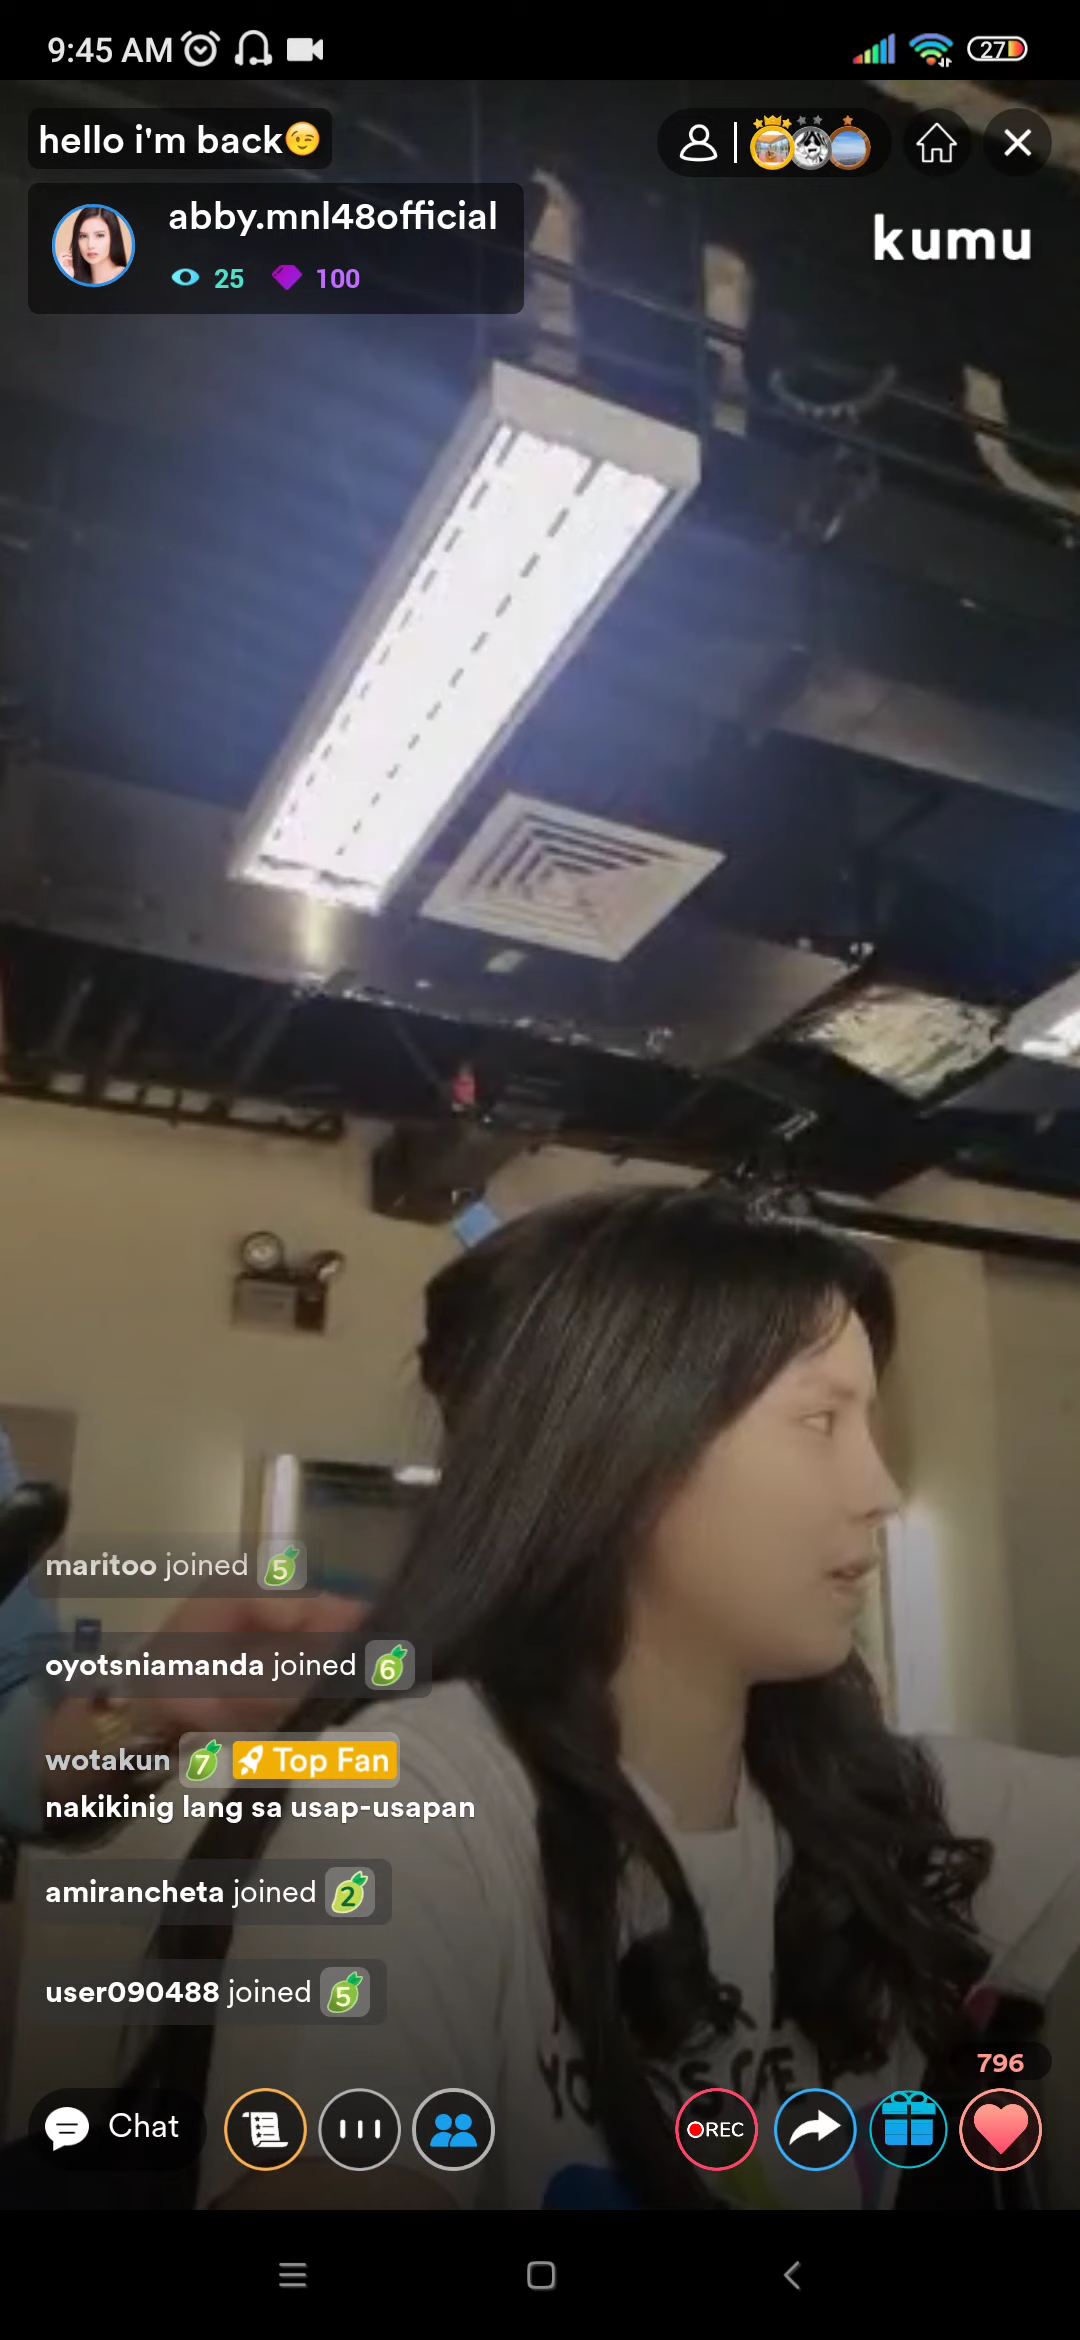 9:45 AM
27
hello i'm back😉
abby.mnl48official
25 100
kumu
maritoo joined 5
oyotsniamanda joined 6
wotakun 7 Top Fan
nakikinig lang sa usap-usapan
amirancheta joined 2
user090488 joined 5
796
Chat
REC